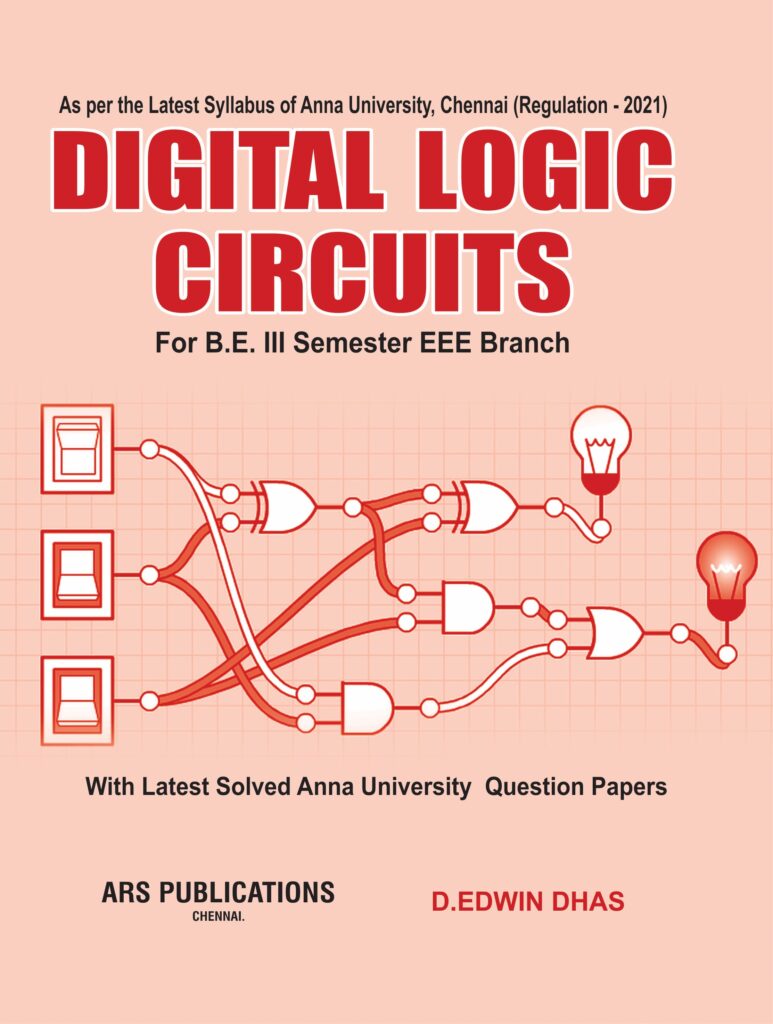 As per the Latest Syllabus of Anna University, Chennai (Regulation - 2021)
DIGITAL LOGIC
CIRCUITS
For B.E. III Semester EEE Branch
With Latest Solved Anna University Question Papers
ARS PUBLICATIONS
CHENNAI.
D.EDWIN DHAS